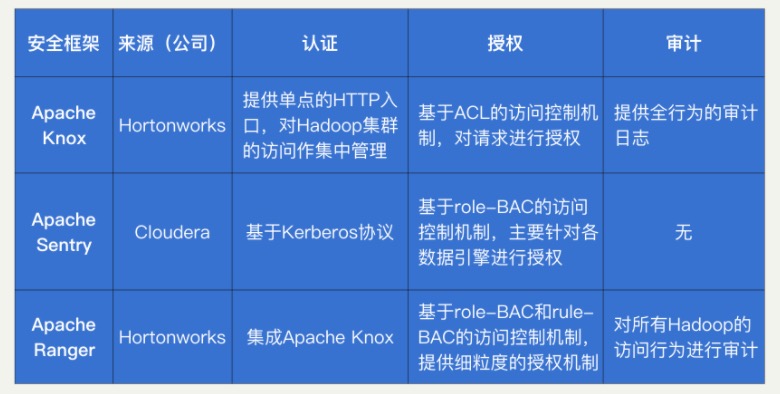 安全框架
来源（公司）
认证
授权
审计
Apache
Knox
Hortonworks
提供单点的HTTP入
口，对Hadoop集群
的访问作集中管理
基于ACL的访问控制机
制，对请求进行授权
提供全行为的审计
日志
Apache
Sentry
Cloudera
基于Kerberos协议
基于role-BAC的访问
控制机制，主要针对各
数据引擎进行授权
无
Apache
Ranger
Hortonworks
集成Apache Knox
基于role-BAC和rule-
BAC的访问控制机制，
提供细粒度的授权机制
对所有Hadoop的
访问行为进行审计